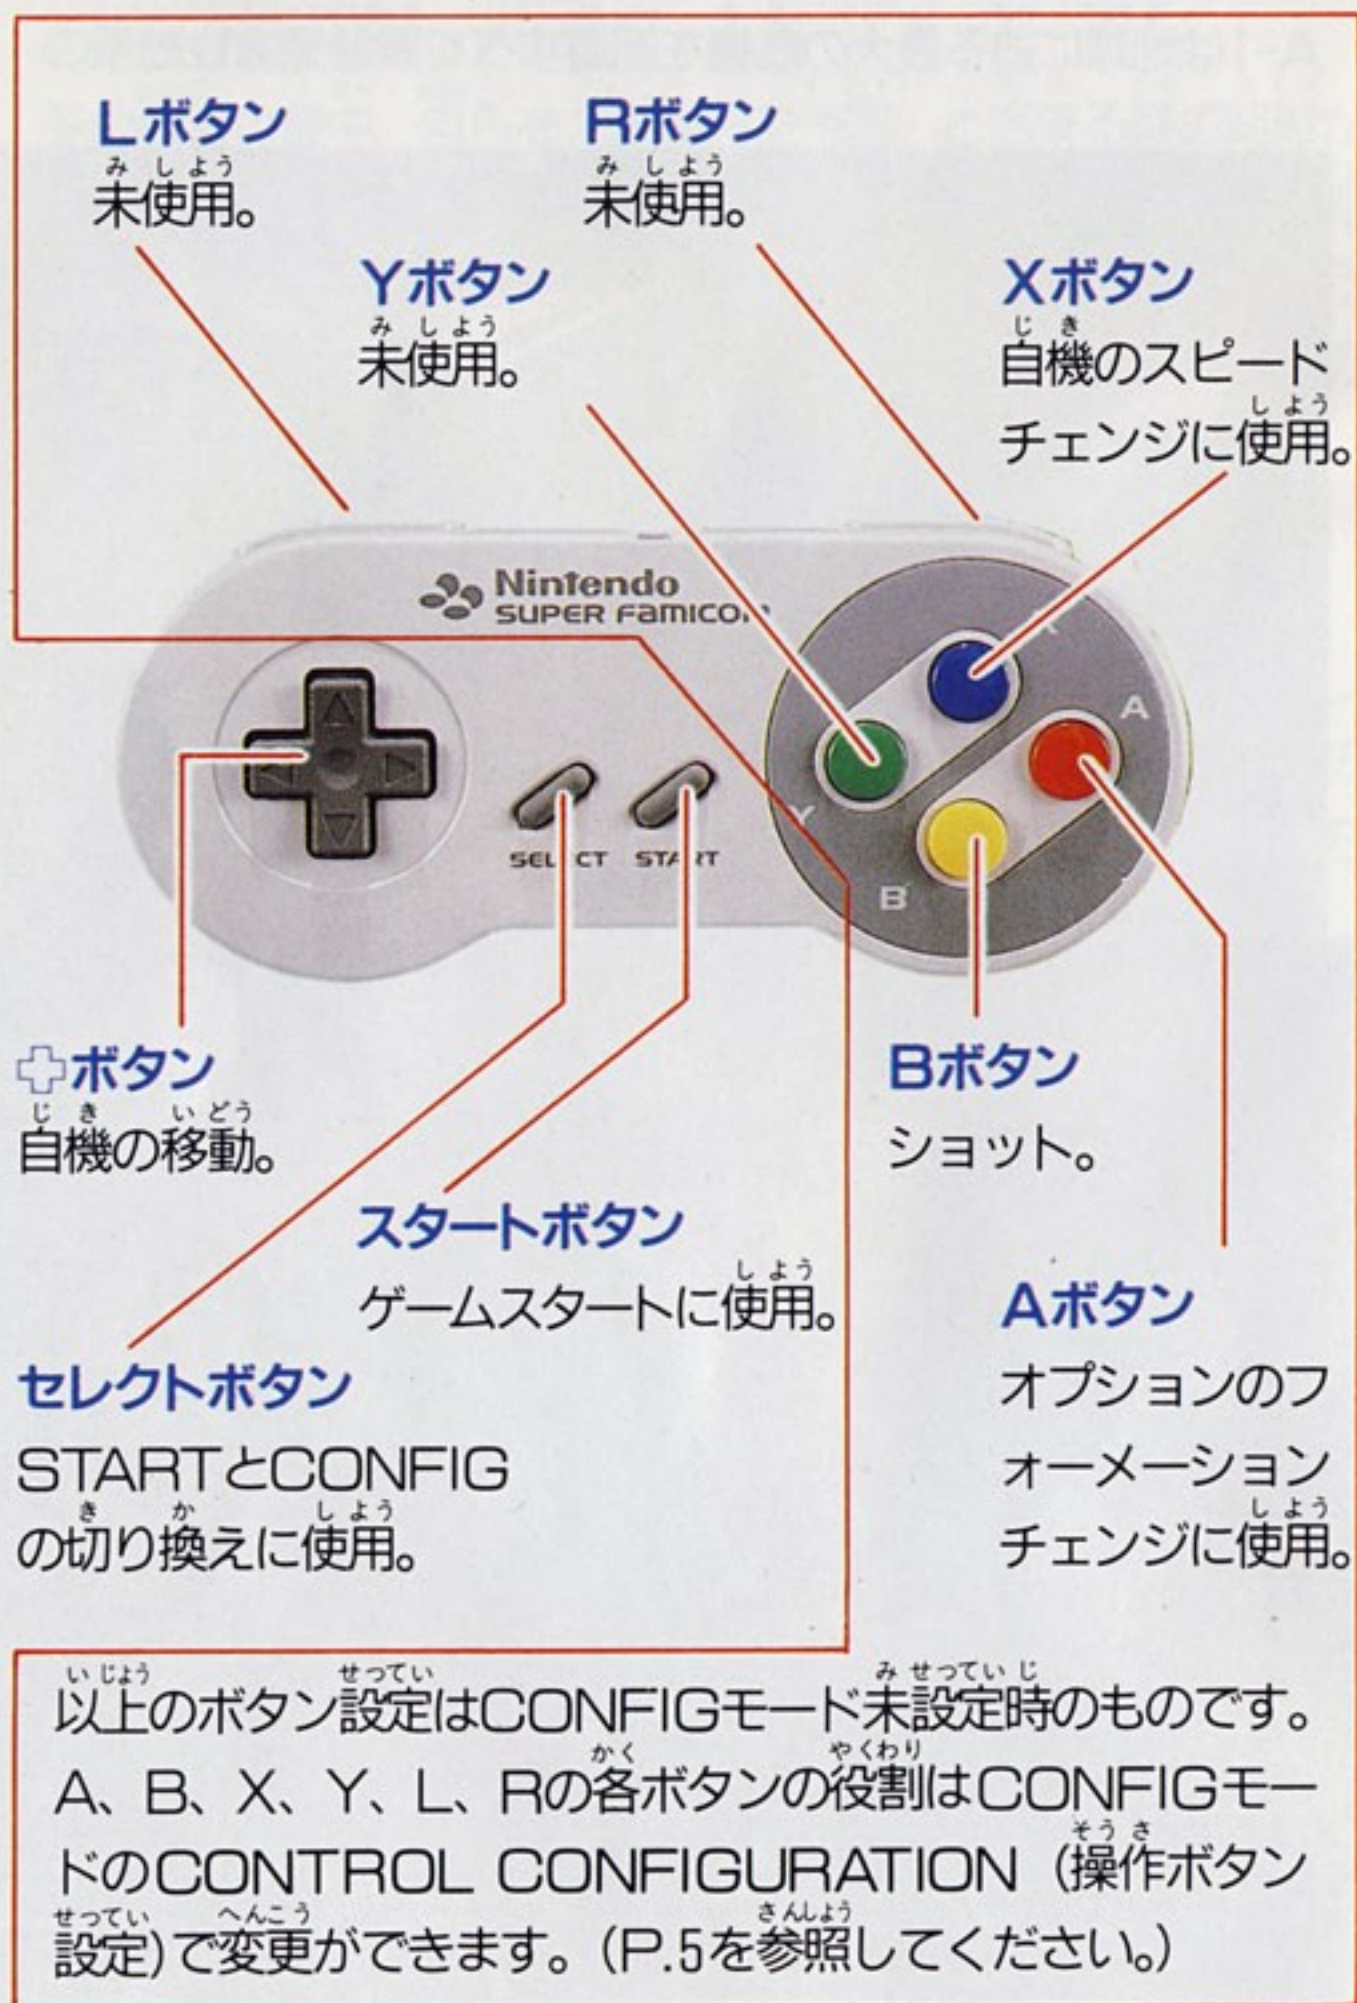 Lボタン
未使用。
Rボタン
未使用。
Yボタン
未使用。
Xボタン
自機のスピード
チェンジに使用。
Nintendo
SUPER FAMICOM
A
Y
B
SELECT START
✚ボタン
自機の移動。
Bボタン
ショット。
スタートボタン
ゲームスタートに使用。
Aボタン
オプションのフ
ォーメーション
チェンジに使用。
セレクトボタン
STARTとCONFIG
の切り換えに使用。
以上のボタン設定はCONFIGモード未設定時のものです。
A、B、X、Y、L、Rの各ボタンの役割はCONFIGモー
ドのCONTROL CONFIGURATION（操作ボタン
設定)で変更ができます。（P.5を参照してください。）